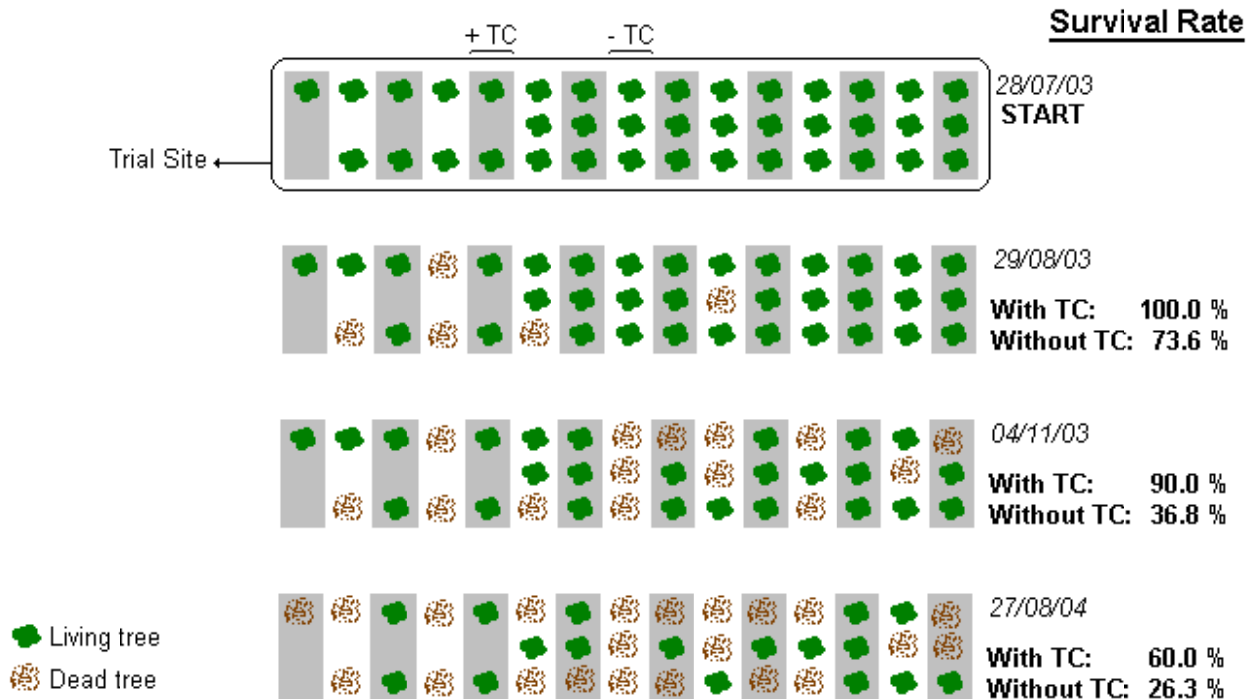 Survival Rate
+ TC
- TC
28/07/03
START
Trial Site
29/08/03
With TC: 100.0 %
Without TC: 73.6 %
04/11/03
With TC: 90.0 %
Without TC: 36.8 %
27/08/04
Living tree
With TC: 60.0 %
Dead tree
Without TC: 26.3 %